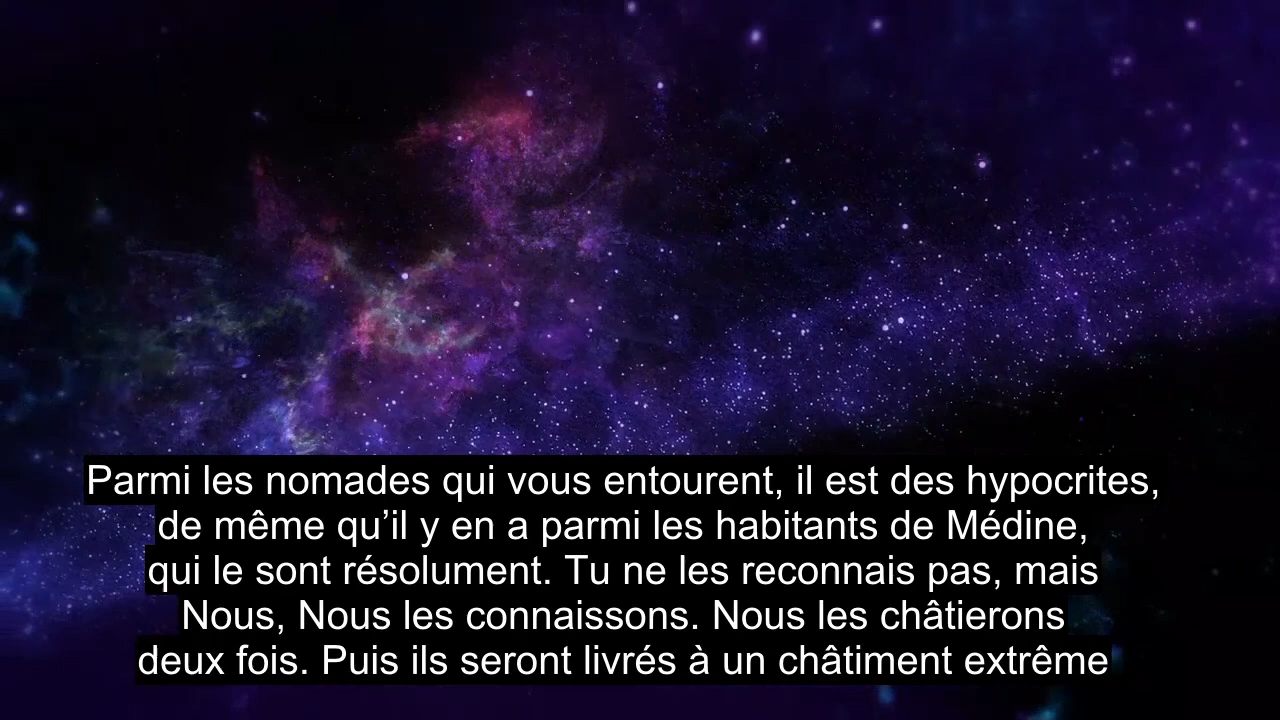 Parmi les nomades qui vous entourent, il est des hypocrites,
de même qu’il y en a parmi les habitants de Médine,
qui le sont résolument. Tu ne les reconnais pas, mais
Nous, Nous les connaissons. Nous les châtierons
deux fois. Puis ils seront livrés à un châtiment extrême